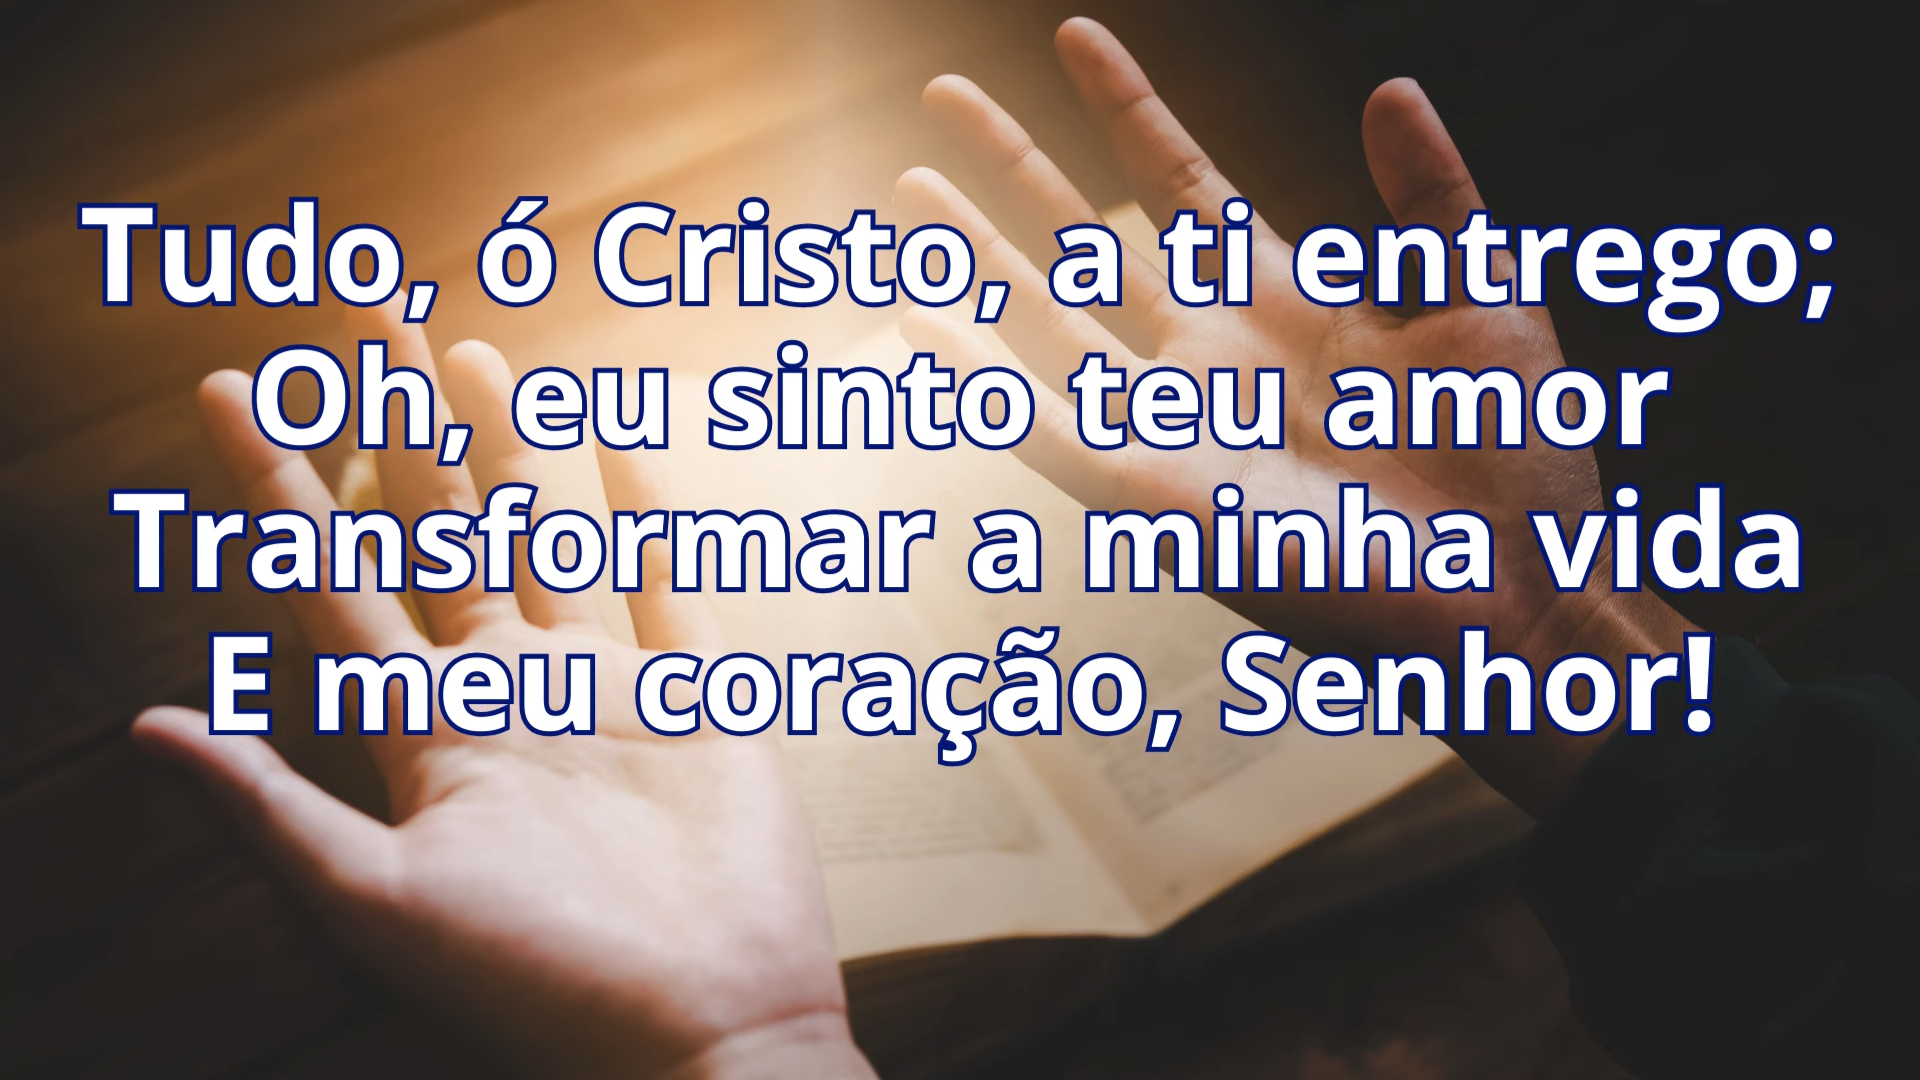 Tudo, ó Cristo, a ti entrego;
Oh, eu sinto teu amor
Transformar a minha vida
E meu coração, Senhor!